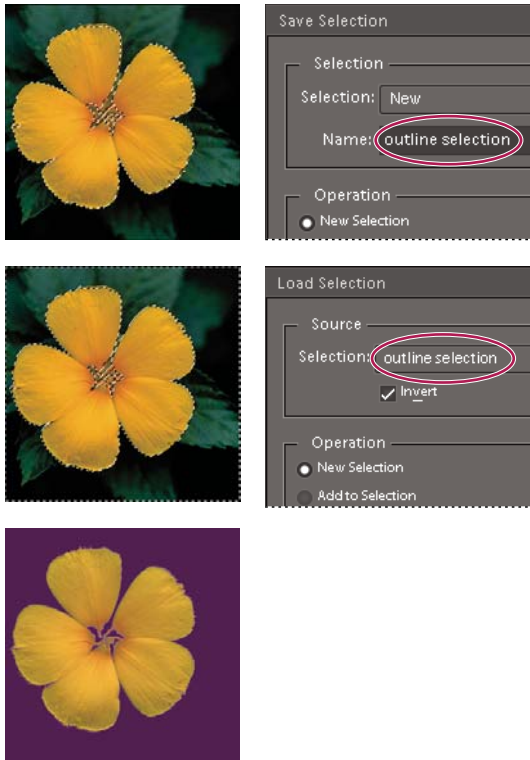 Save Selection
Selection
Selection: New
Name: outline selection
Operation
New Selection
Load Selection
Source
Selection: outline selection
Invert
Operation
New Selection
Add to Selection